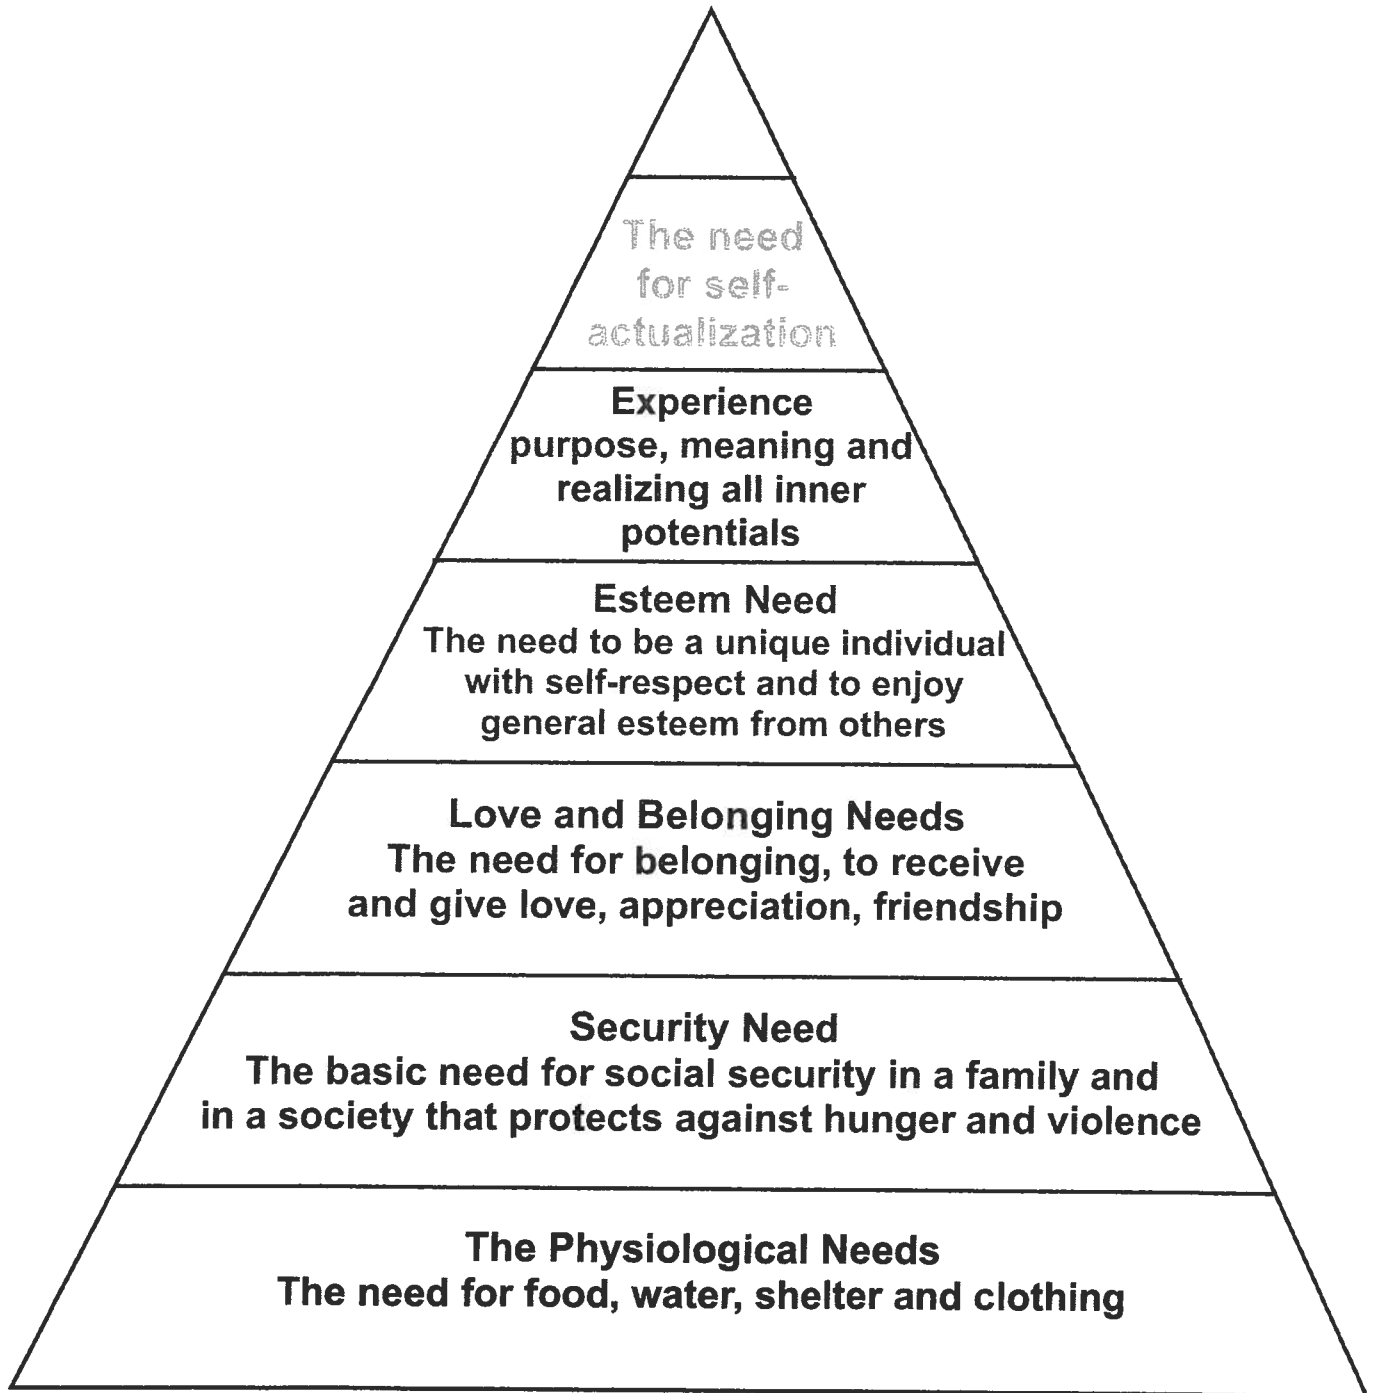 The need
for self-
actualization
Experience
purpose, meaning and
realizing all inner
potentials
Esteem Need
The need to be a unique individual
with self-respect and to enjoy
general esteem from others
Love and Belonging Needs
The need for belonging, to receive
and give love, appreciation, friendship
Security Need
The basic need for social security in a family and
in a society that protects against hunger and violence
The Physiological Needs
The need for food, water, shelter and clothing